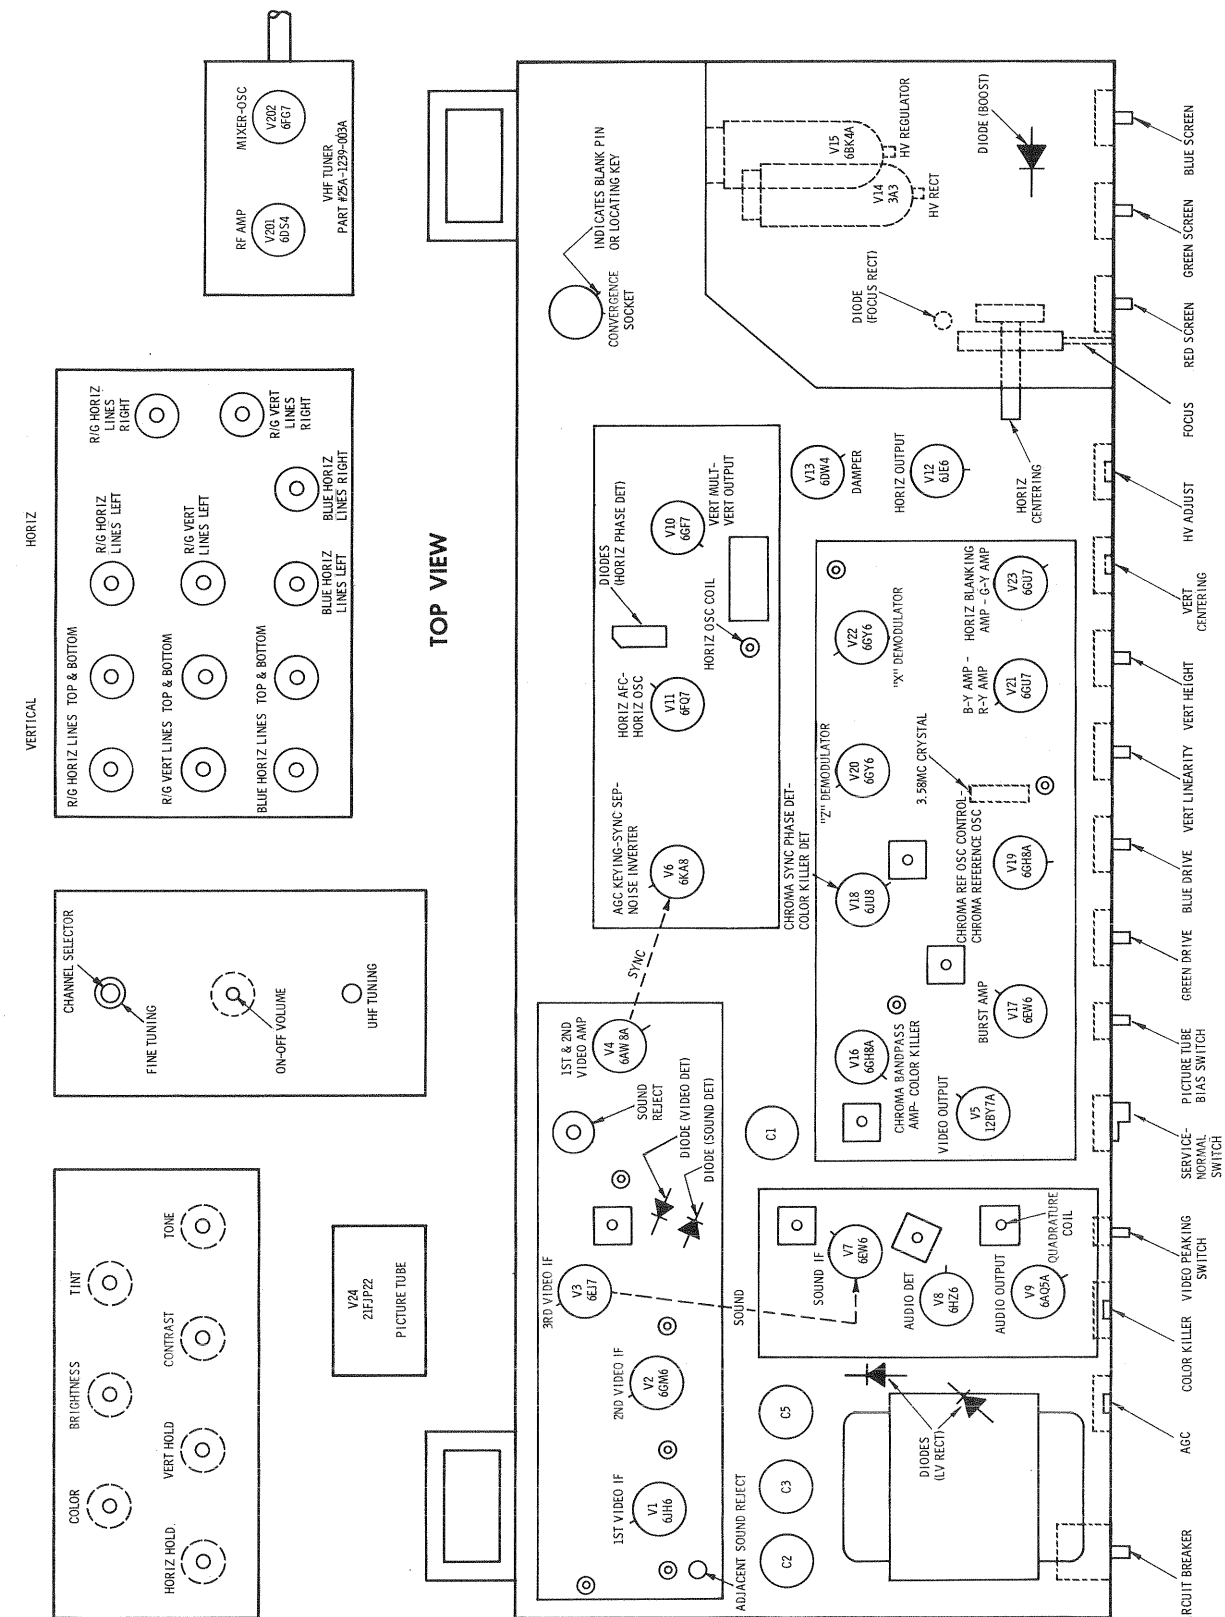 MIXER-OSC
V202
6FG7
RF AMP
V201
6DS4
VHF TUNER
PART #25A-1239-003A
HORIZ
VERTICAL
R/G HORIZ
LINES
RIGHT
R/G VERT
LINES
RIGHT
BLUE HORIZ
LINES RIGHT
R/G HORIZ
LINES LEFT
R/G VERT
LINES LEFT
BLUE HORIZ
LINES LEFT
R/G HORIZ LINES TOP & BOTTOM
R/G VERT LINES TOP & BOTTOM
BLUE HORIZ LINES TOP & BOTTOM
CHANNEL SELECTOR
FINE TUNING
ON-OFF VOLUME
UHF TUNING
TINT
TONE
BRIGHTNESS
CONTRAST
COLOR
VERT HOLD
HORIZ HOLD
V24
21FJP22
PICTURE TUBE
TOP VIEW
INDICATES BLANK PIN
OR LOCATING KEY
CONVERGENCE
SOCKET
V15
6BK4A
HV REGULATOR
V14
3A3
HV RECT
DIODE (BOOST)
DIODE
(FOCUS RECT)
HORIZ
CENTERING
V13
6DW4
DAMPER
HORIZ OUTPUT
V12
6JE6
DIODES
(HORIZ PHASE DET)
V10
6GF7
VERT MULT-
VERT OUTPUT
HORIZ OSC COIL
HORIZ AFC-
HORIZ OSC
V11
6FQ7
AGC KEYING-SYNC SEP-
NOISE INVERTER
V6
6KA8
SYNC
1ST & 2ND
VIDEO AMP
V4
6AW8A
SOUND
REJECT
DIODE (VIDEO DET)
DIODE (SOUND DET)
3RD VIDEO IF
V3
6EJ7
2ND VIDEO IF
V2
6GM6
1ST VIDEO IF
V1
6JH6
ADJACENT SOUND REJECT
SOUND
CHROMA SYNC PHASE DET-
COLOR KILLER DET
V22
6GY6
"X" DEMODULATOR
HORIZ BLANKING
AMP - G-Y AMP
V23
6GU7
B-Y AMP -
R-Y AMP
V21
6GU7
"Z" DEMODULATOR
V20
6GY6
3.58MC CRYSTAL
V18
6JU8
CHROMA REF OSC CONTROL-
CHROMA REFERENCE OSC
V19
6GH8A
BURST AMP
V17
6EW6
V16
6GH8A
CHROMA BANDPASS
AMP- COLOR KILLER
VIDEO OUTPUT
V5
12BY7A
C1
SOUND IF
V7
6EW6
AUDIO DET
V8
6HZ6
AUDIO OUTPUT
V9
6AQ5A
QUADRATURE
COIL
C5
C3
C2
DIODES
(LV RECT)
BLUE SCREEN
GREEN SCREEN
RED SCREEN
FOCUS
HV ADJUST
VERT
CENTERING
VERT HEIGHT
VERT LINEARITY
BLUE DRIVE
GREEN DRIVE
PICTURE TUBE
BIAS SWITCH
SERVICE-
NORMAL
SWITCH
VIDEO PEAKING
SWITCH
COLOR KILLER
AGC
RCUIT BREAKER